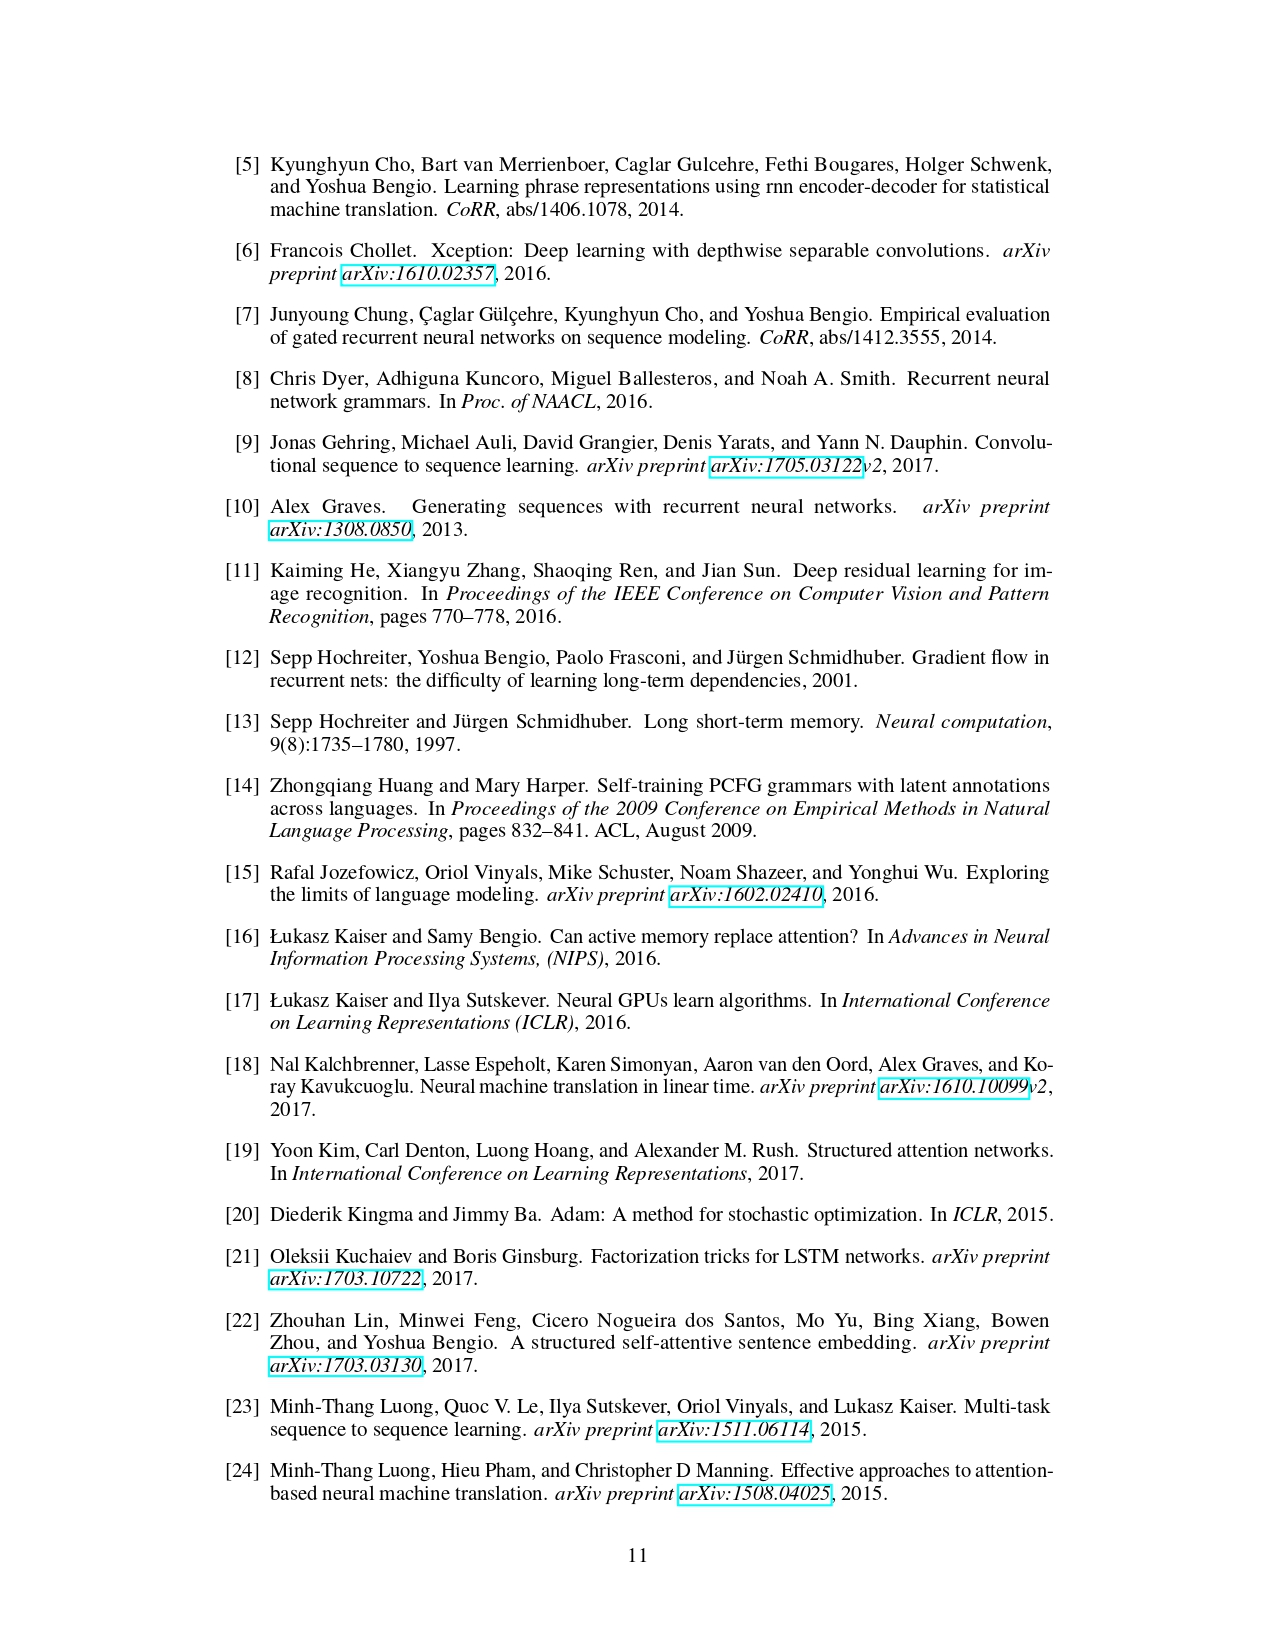 [5] Kyunghyun Cho, Bart van Merrienboer, Caglar Gulcehre, Fethi Bougares, Holger Schwenk,
and Yoshua Bengio. Learning phrase representations using rnn encoder-decoder for statistical
machine translation. CoRR, abs/1406.1078, 2014.
[6] Francois Chollet. Xception: Deep learning with depthwise separable convolutions. arXiv
preprint arXiv:1610.02357, 2016.
[7] Junyoung Chung, Çaglar Gülçehre, Kyunghyun Cho, and Yoshua Bengio. Empirical evaluation
of gated recurrent neural networks on sequence modeling. CoRR, abs/1412.3555, 2014.
[8] Chris Dyer, Adhiguna Kuncoro, Miguel Ballesteros, and Noah A. Smith. Recurrent neural
network grammars. In Proc. of NAACL, 2016.
[9] Jonas Gehring, Michael Auli, David Grangier, Denis Yarats, and Yann N. Dauphin. Convolu-
tional sequence to sequence learning. arXiv preprint arXiv:1705.03122v2, 2017.
[10] Alex Graves. Generating sequences with recurrent neural networks. arXiv preprint
arXiv:1308.0850, 2013.
[11] Kaiming He, Xiangyu Zhang, Shaoqing Ren, and Jian Sun. Deep residual learning for im-
age recognition. In Proceedings of the IEEE Conference on Computer Vision and Pattern
Recognition, pages 770–778, 2016.
[12] Sepp Hochreiter, Yoshua Bengio, Paolo Frasconi, and Jürgen Schmidhuber. Gradient flow in
recurrent nets: the difficulty of learning long-term dependencies, 2001.
[13] Sepp Hochreiter and Jürgen Schmidhuber. Long short-term memory. Neural computation,
9(8):1735–1780, 1997.
[14] Zhongqiang Huang and Mary Harper. Self-training PCFG grammars with latent annotations
across languages. In Proceedings of the 2009 Conference on Empirical Methods in Natural
Language Processing, pages 832–841. ACL, August 2009.
[15] Rafal Jozefowicz, Oriol Vinyals, Mike Schuster, Noam Shazeer, and Yonghui Wu. Exploring
the limits of language modeling. arXiv preprint arXiv:1602.02410, 2016.
[16] Łukasz Kaiser and Samy Bengio. Can active memory replace attention? In Advances in Neural
Information Processing Systems, (NIPS), 2016.
[17] Łukasz Kaiser and Ilya Sutskever. Neural GPUs learn algorithms. In International Conference
on Learning Representations (ICLR), 2016.
[18] Nal Kalchbrenner, Lasse Espeholt, Karen Simonyan, Aaron van den Oord, Alex Graves, and Ko-
ray Kavukcuoglu. Neural machine translation in linear time. arXiv preprint arXiv:1610.10099v2,
2017.
[19] Yoon Kim, Carl Denton, Luong Hoang, and Alexander M. Rush. Structured attention networks.
In International Conference on Learning Representations, 2017.
[20] Diederik Kingma and Jimmy Ba. Adam: A method for stochastic optimization. In ICLR, 2015.
[21] Oleksii Kuchaiev and Boris Ginsburg. Factorization tricks for LSTM networks. arXiv preprint
arXiv:1703.10722, 2017.
[22] Zhouhan Lin, Minwei Feng, Cicero Nogueira dos Santos, Mo Yu, Bing Xiang, Bowen
Zhou, and Yoshua Bengio. A structured self-attentive sentence embedding. arXiv preprint
arXiv:1703.03130, 2017.
[23] Minh-Thang Luong, Quoc V. Le, Ilya Sutskever, Oriol Vinyals, and Lukasz Kaiser. Multi-task
sequence to sequence learning. arXiv preprint arXiv:1511.06114, 2015.
[24] Minh-Thang Luong, Hieu Pham, and Christopher D Manning. Effective approaches to attention-
based neural machine translation. arXiv preprint arXiv:1508.04025, 2015.
11